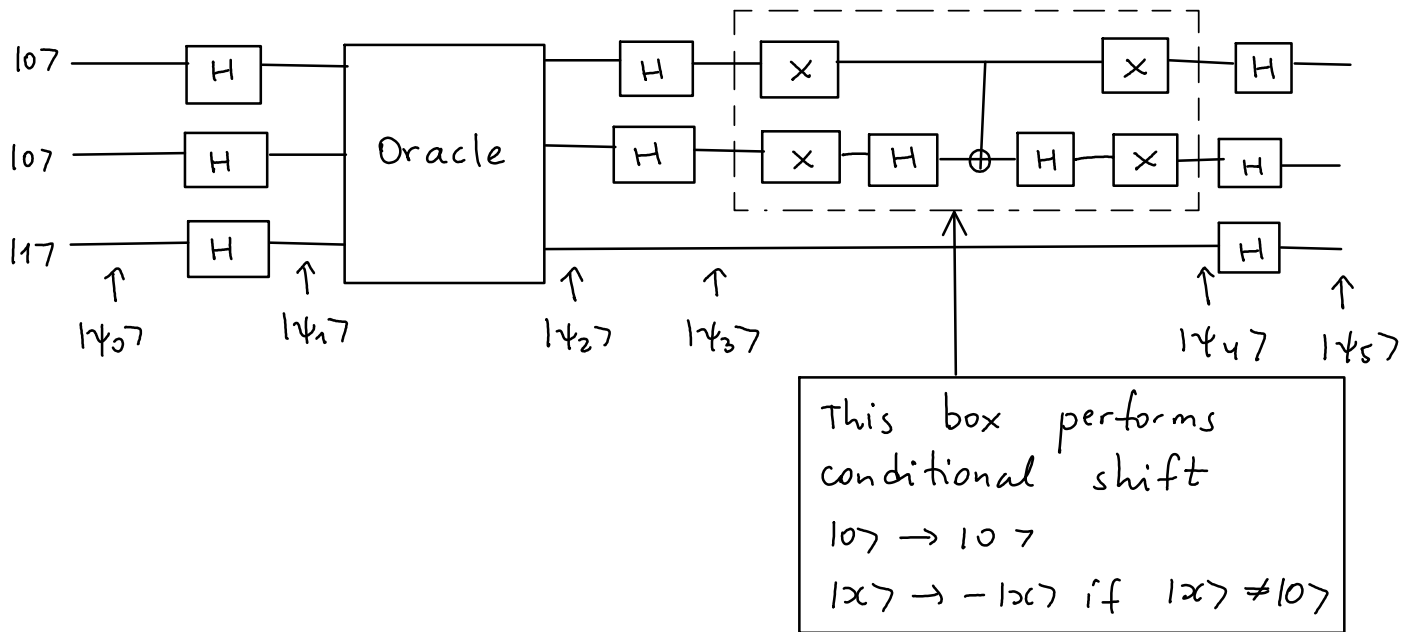 |0⟩ H H X X H
Oracle
|0⟩ H H X H H X H
|1⟩ H H
|ψ0⟩ |ψ1⟩ |ψ2⟩ |ψ3⟩ |ψ4⟩ |ψ5⟩
This box performs
conditional shift
|0⟩ → |0⟩
|x⟩ → -|x⟩ if |x⟩ ≠ |0⟩